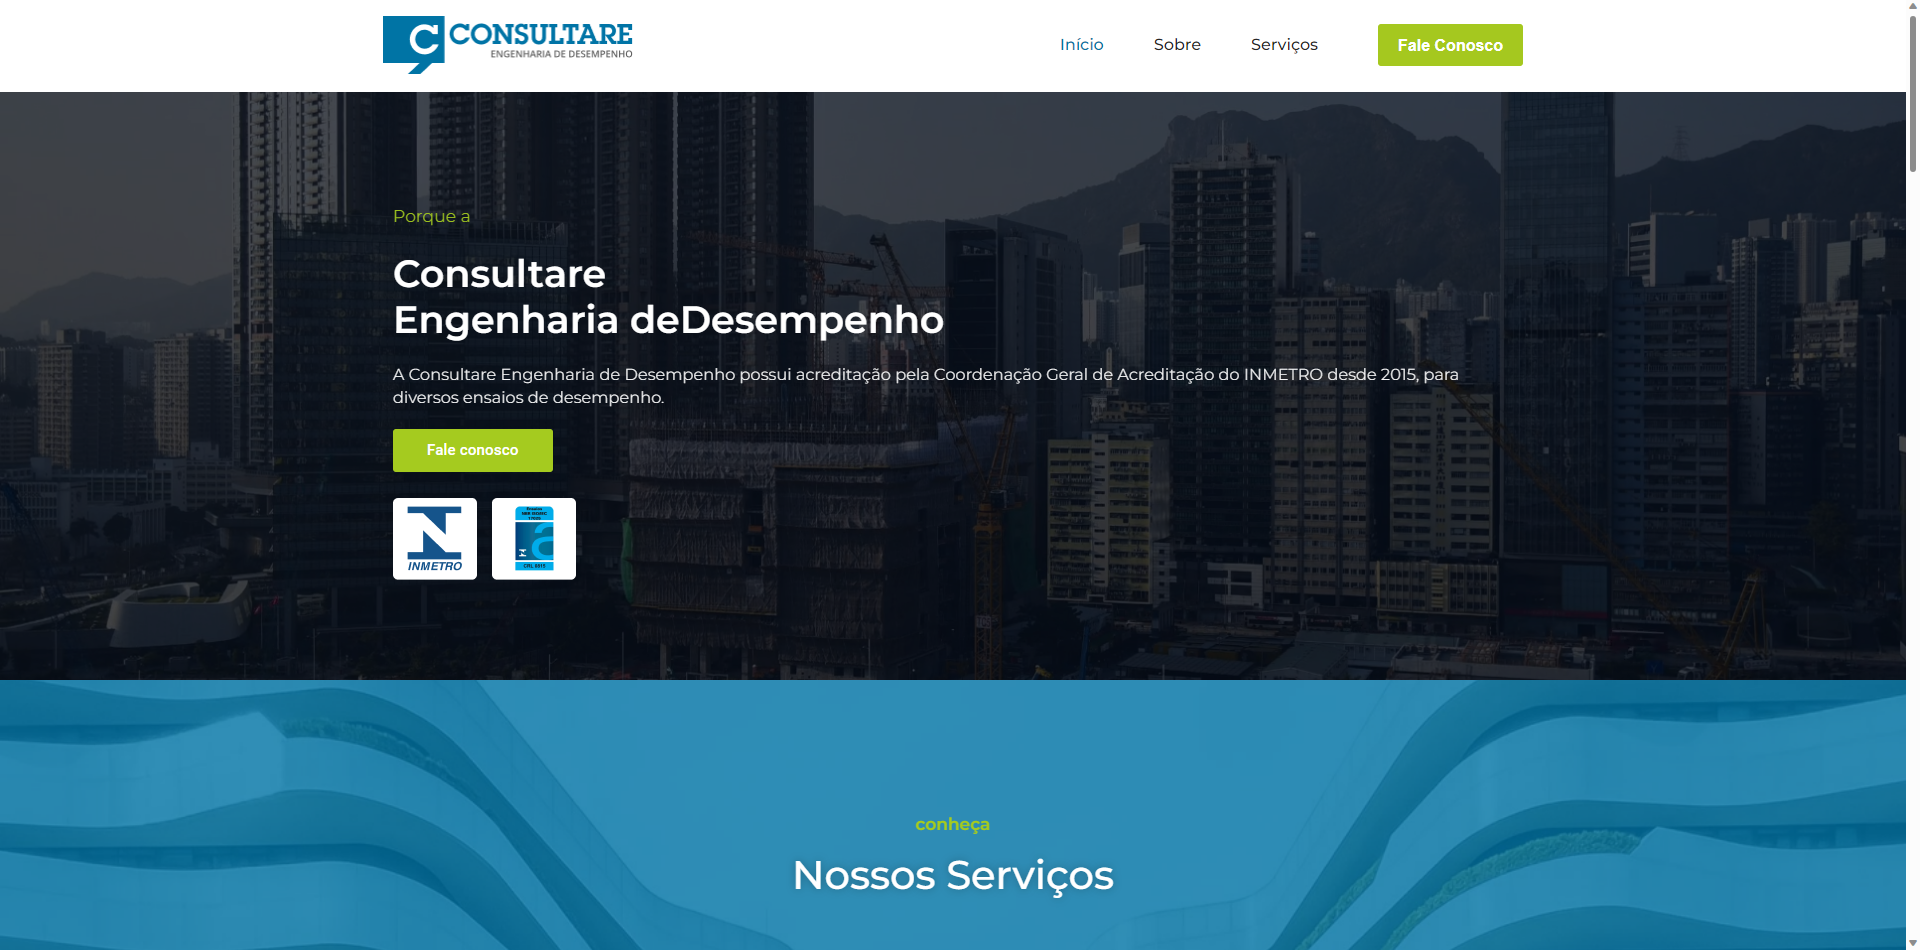 CONSULTARE
ENGENHARIA DE DESEMPENHO
Início
Sobre
Serviços
Fale Conosco
Porque a
Consultare
Engenharia deDesempenho
A Consultare Engenharia de Desempenho possui acreditação pela Coordenação Geral de Acreditação do INMETRO desde 2015, para
diversos ensaios de desempenho.
Fale conosco
INMETRO
conheça
Nossos Serviços